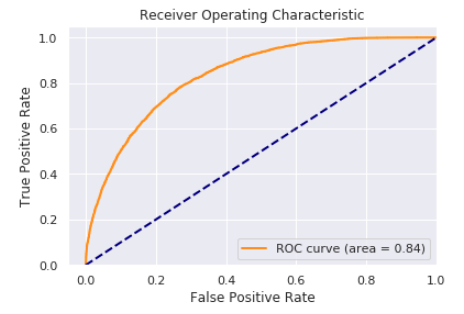 Receiver Operating Characteristic
1.0
0.8
0.6
0.4
0.2
0.0
True Positive Rate
ROC curve (area = 0.84)
0.0 0.2 0.4 0.6 0.8 1.0
False Positive Rate